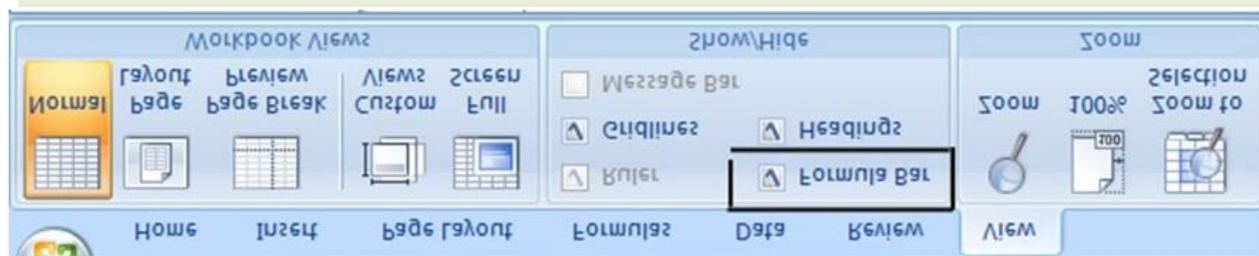 Home Insert Page Layout Formulas Data Review View
Normal
Page Layout
Page Break Preview
Custom Views
Full Screen
Ruler
Formula Bar
Gridlines
Headings
Message Bar
Zoom
100
100%
Zoom to Selection
Workbook Views
Show/Hide
Zoom